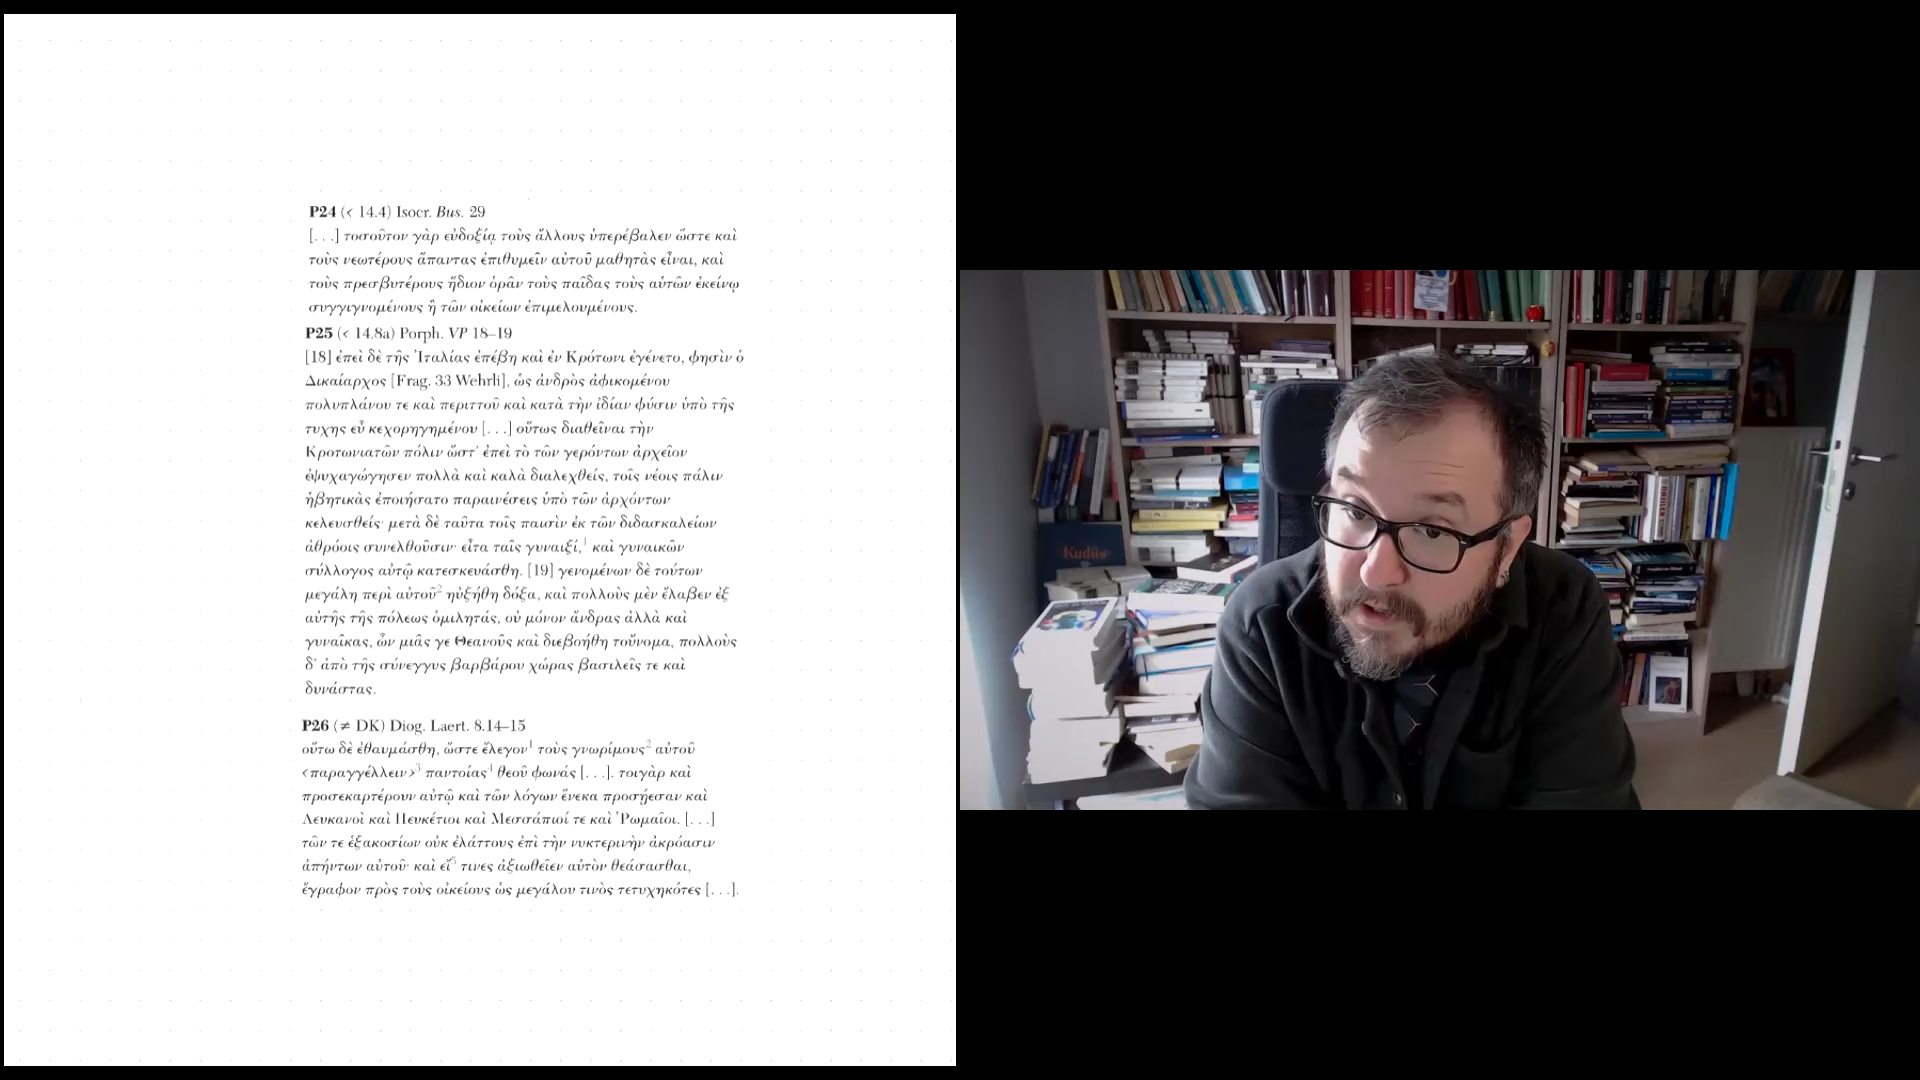 P24 (< 14.4) Isocr. Bus. 29
[. . .] τοσοῦτον γὰρ εὐδοξίᾳ τοὺς ἄλλους ὑπερέβαλεν ὥστε καὶ
τοὺς νεωτέρους ἅπαντας ἐπιθυμεῖν αὐτοῦ μαθητὰς εἶναι, καὶ
τοὺς πρεσβυτέρους ἥδιον ὁρᾶν τοὺς παῖδας τοὺς αὑτῶν ἐκείνῳ
συγγιγνομένους ἢ τῶν οἰκείων ἐπιμελουμένους.
P25 (< 14.8a) Porph. VP 18–19
[18] ἐπεὶ δὲ τῆς Ἰταλίας ἐπέβη καὶ ἐν Κρότωνι ἐγένετο, φησὶν ὁ
Δικαίαρχος [Frag. 33 Wehrli], ὡς ἀνδρὸς ἀφικομένου
πολυπλάνου τε καὶ περιττοῦ καὶ κατὰ τὴν ἰδίαν φύσιν ὑπὸ τῆς
τυχης εὖ κεχορηγημένου [. . .] οὕτως διαθεῖναι τὴν
Κροτωνιατῶν πόλιν ὥστ’ ἐπεὶ τὸ τῶν γερόντων ἀρχεῖον
ἐψυχαγώγησεν πολλὰ καὶ καλὰ διαλεχθείς, τοῖς νέοις πάλιν
ἡβητικὰς ἐποιήσατο παραινέσεις ὑπὸ τῶν ἀρχόντων
κελευσθείς· μετὰ δὲ ταῦτα τοῖς παισὶν ἐκ τῶν διδασκαλείων
ἀθρόοις συνελθοῦσιν· εἶτα ταῖς γυναιξί,¹ καὶ γυναικῶν
σύλλογος αὐτῷ κατεσκευάσθη. [19] γενομένων δὲ τούτων
μεγάλη περὶ αὐτοῦ² ηὐξήθη δόξα, καὶ πολλοὺς μὲν ἔλαβεν ἐξ
αὐτῆς τῆς πόλεως ὁμιλητάς, οὐ μόνον ἄνδρας ἀλλὰ καὶ
γυναῖκας, ὧν μιᾶς γε Θεανοῦς καὶ διεβοήθη τοὔνομα, πολλοὺς
δ’ ἀπὸ τῆς σύνεγγυς βαρβάρου χώρας βασιλεῖς τε καὶ
δυνάστας.
P26 (≠ DK) Diog. Laert. 8.14–15
οὕτω δὲ ἐθαυμάσθη, ὥστε ἔλεγον¹ τοὺς γνωρίμους² αὐτοῦ
<παραγγέλλειν>³ παντοίας⁴ θεοῦ φωνάς [. . .]. τοιγὰρ καὶ
προσεκαρτέρουν αὐτῷ καὶ τῶν λόγων ἕνεκα προσῄεσαν καὶ
Λευκανοὶ καὶ Πευκέτιοι καὶ Μεσσάπιοί τε καὶ Ῥωμαῖοι. [. . .]
τῶν τε ἑξακοσίων οὐκ ἐλάττους ἐπὶ τὴν νυκτερινὴν ἀκρόασιν
ἀπήντων αὐτοῦ· καὶ εἴ⁵ τινες ἀξιωθεῖεν αὐτὸν θεάσασθαι,
ἔγραφον πρὸς τοὺς οἰκείους ὡς μεγάλου τινὸς τετυχηκότες [. . .].
Kudüs